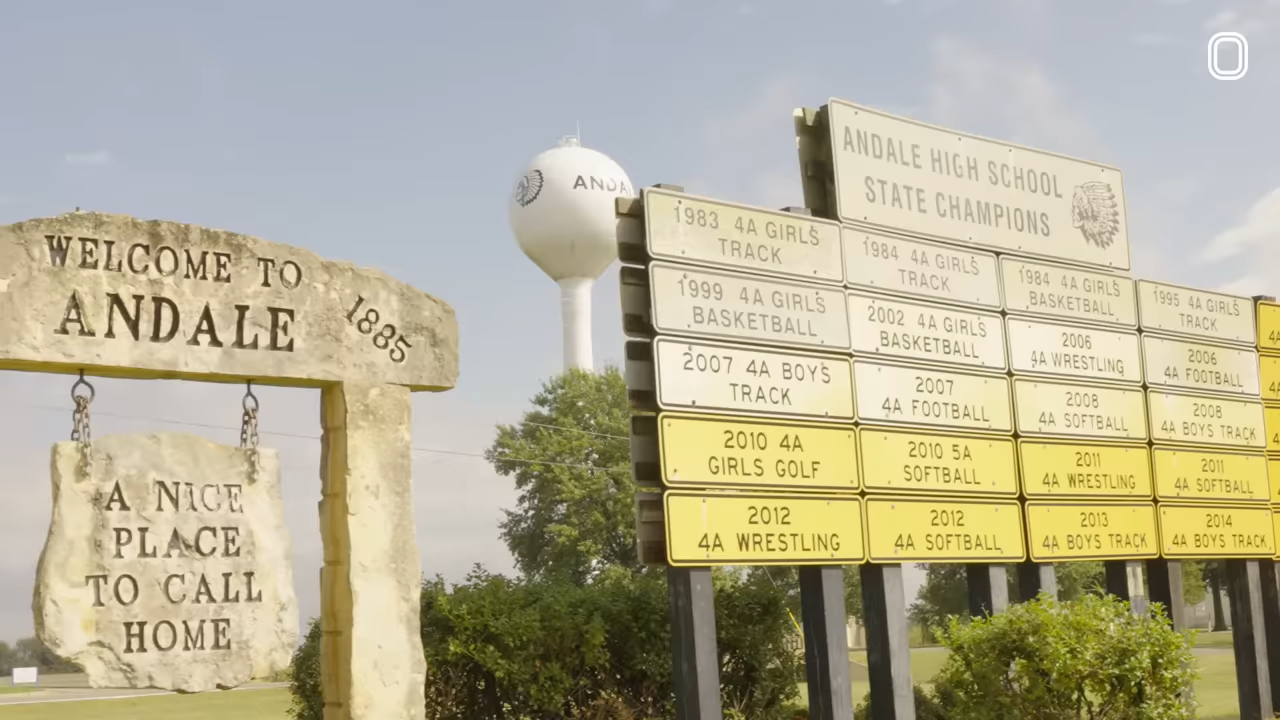 WELCOME TO
ANDALE 1885
A NICE
PLACE
TO CALL
HOME
ANDA
ANDALE HIGH SCHOOL
STATE CHAMPIONS
1983 4A GIRLS
TRACK
1984 4A GIRLS
TRACK
1984 4A GIRLS
BASKETBALL
1995 4A GIRLS
TRACK
1999 4A GIRLS
BASKETBALL
2002 4A GIRLS
BASKETBALL
2006
4A WRESTLING
2006
4A FOOTBALL
2007 4A BOYS
TRACK
2007
4A FOOTBALL
2008
4A SOFTBALL
2008
4A BOYS TRACK
2010 4A
GIRLS GOLF
2010 5A
SOFTBALL
2011
4A WRESTLING
2011
4A SOFTBALL
2012
4A WRESTLING
2012
4A SOFTBALL
2013
4A BOYS TRACK
2014
4A BOYS TRACK